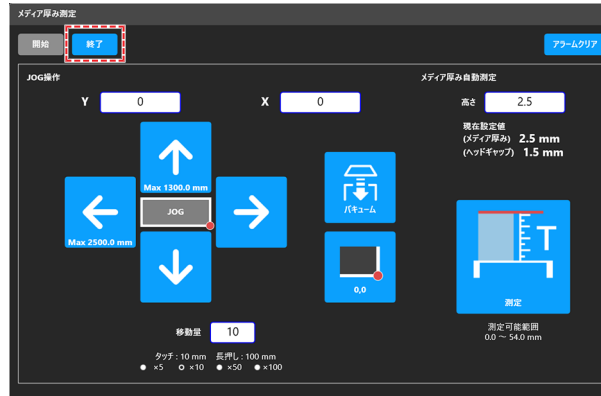 メディア厚み測定
開始
終了
アラームクリア
JOG操作
メディア厚み自動測定
Y 0
X 0
高さ 2.5
現在設定値
(メディア厚み) 2.5 mm
(ヘッドギャップ) 1.5 mm
Max 1300.0 mm
JOG
Max 2500.0 mm
バキューム
0,0
T
測定
測定可能範囲
0.0 ～ 54.0 mm
移動量 10
タッチ : 10 mm 長押し : 100 mm
×5 ×10 ×50 ×100